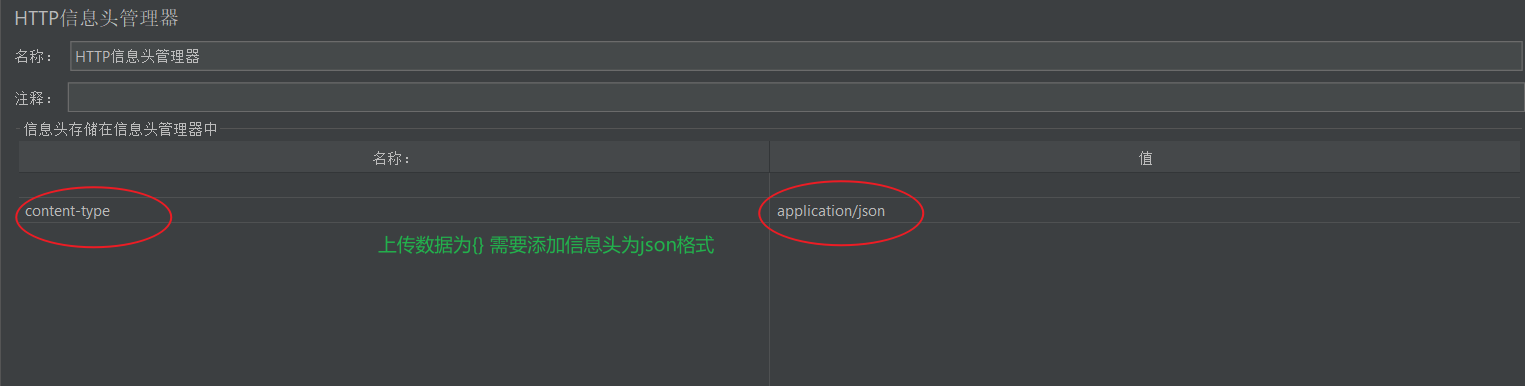 HTTP信息头管理器
名称： HTTP信息头管理器
注释：
信息头存储在信息头管理器中
名称： 值
content-type application/json
上传数据为{} 需要添加信息头为json格式